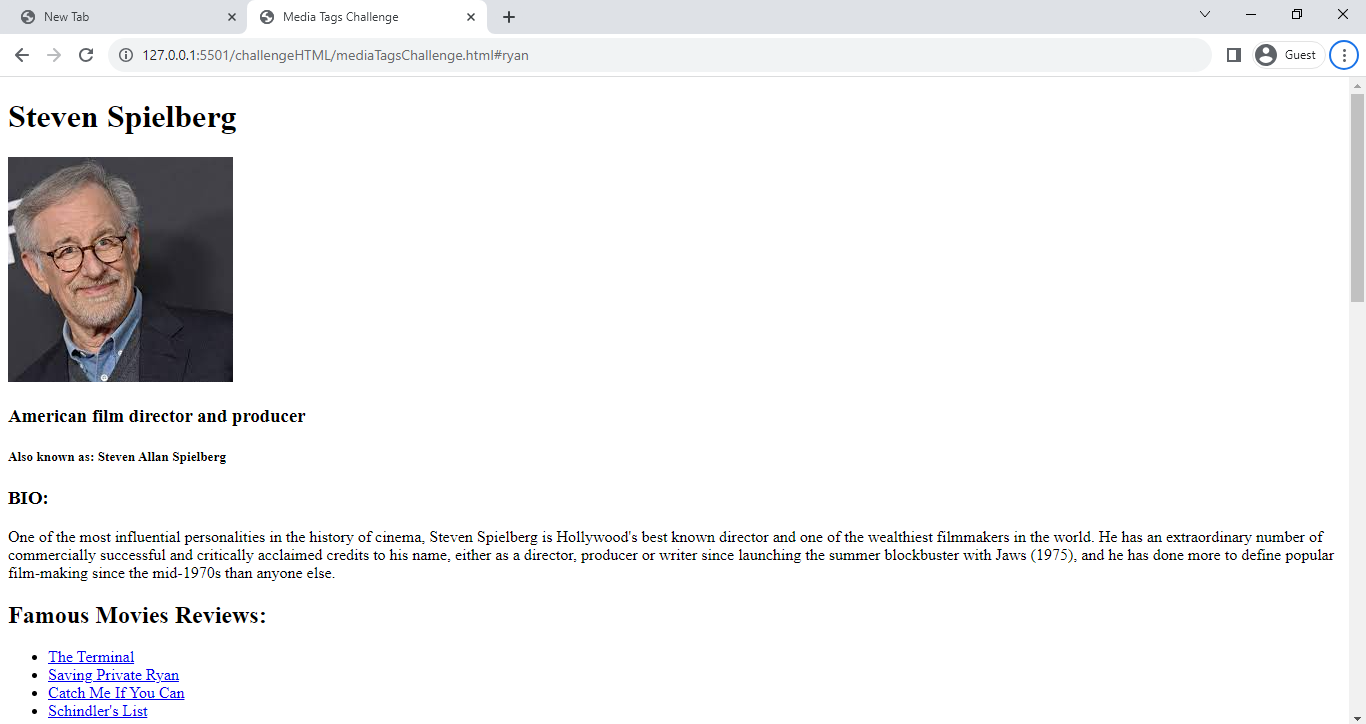 New Tab
Media Tags Challenge
127.0.0.1:5501/challengeHTML/mediaTagsChallenge.html#ryan
Guest
Steven Spielberg
American film director and producer
Also known as: Steven Allan Spielberg
BIO:
One of the most influential personalities in the history of cinema, Steven Spielberg is Hollywood's best known director and one of the wealthiest filmmakers in the world. He has an extraordinary number of
commercially successful and critically acclaimed credits to his name, either as a director, producer or writer since launching the summer blockbuster with Jaws (1975), and he has done more to define popular
film-making since the mid-1970s than anyone else.
Famous Movies Reviews:
The Terminal
Saving Private Ryan
Catch Me If You Can
Schindler's List